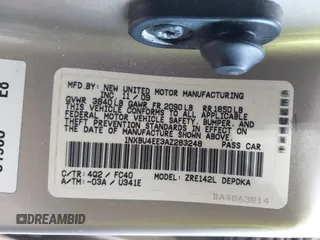 MFD.BY: NEW UNITED MOTOR MANUFACTURING
INC. 11/09
GVWR 3840LB GAWR FR 2090LB RR1850LB
THIS VEHICLE CONFORMS TO ALL APPLICABLE
FEDERAL MOTOR VEHICLE SAFETY, BUMPER, AND
THEFT PREVENTION STANDARDS IN EFFECT ON
THE DATE OF MANUFACTURE SHOWN ABOVE.
1NXBU4EE3AZ283248 PASS CAR
C/TR: 4Q2 / FC40 MODEL: ZRE142L DEPDKA
A/TM: -03A / U341E
DREAMBID